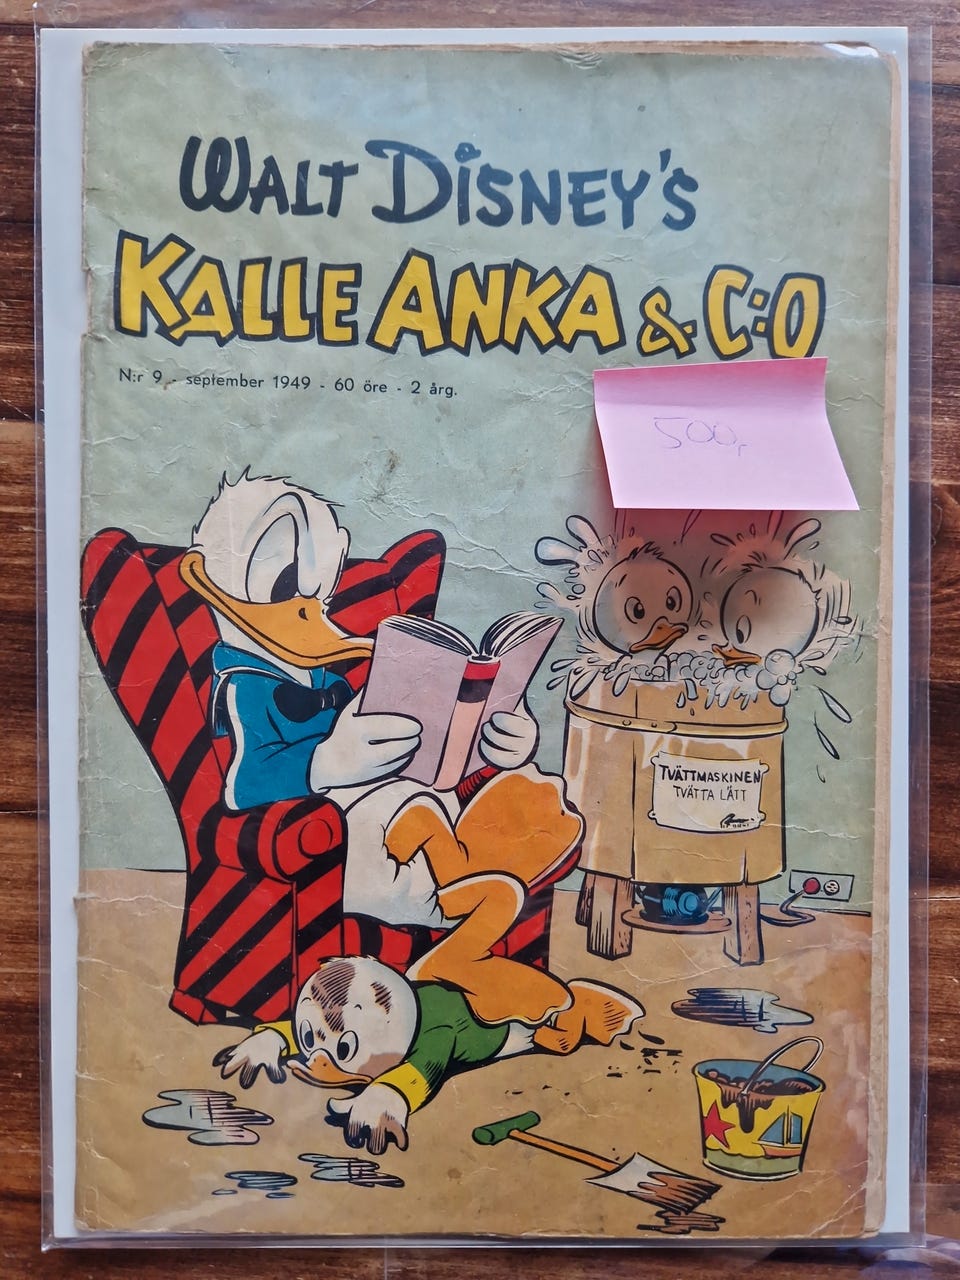 WALT DISNEY'S
KALLE ANKA & C:O
N:r 9 - september 1949 - 60 öre - 2 årg.
500,
TVÄTTMASKINEN
TVÄTTA LÄTT